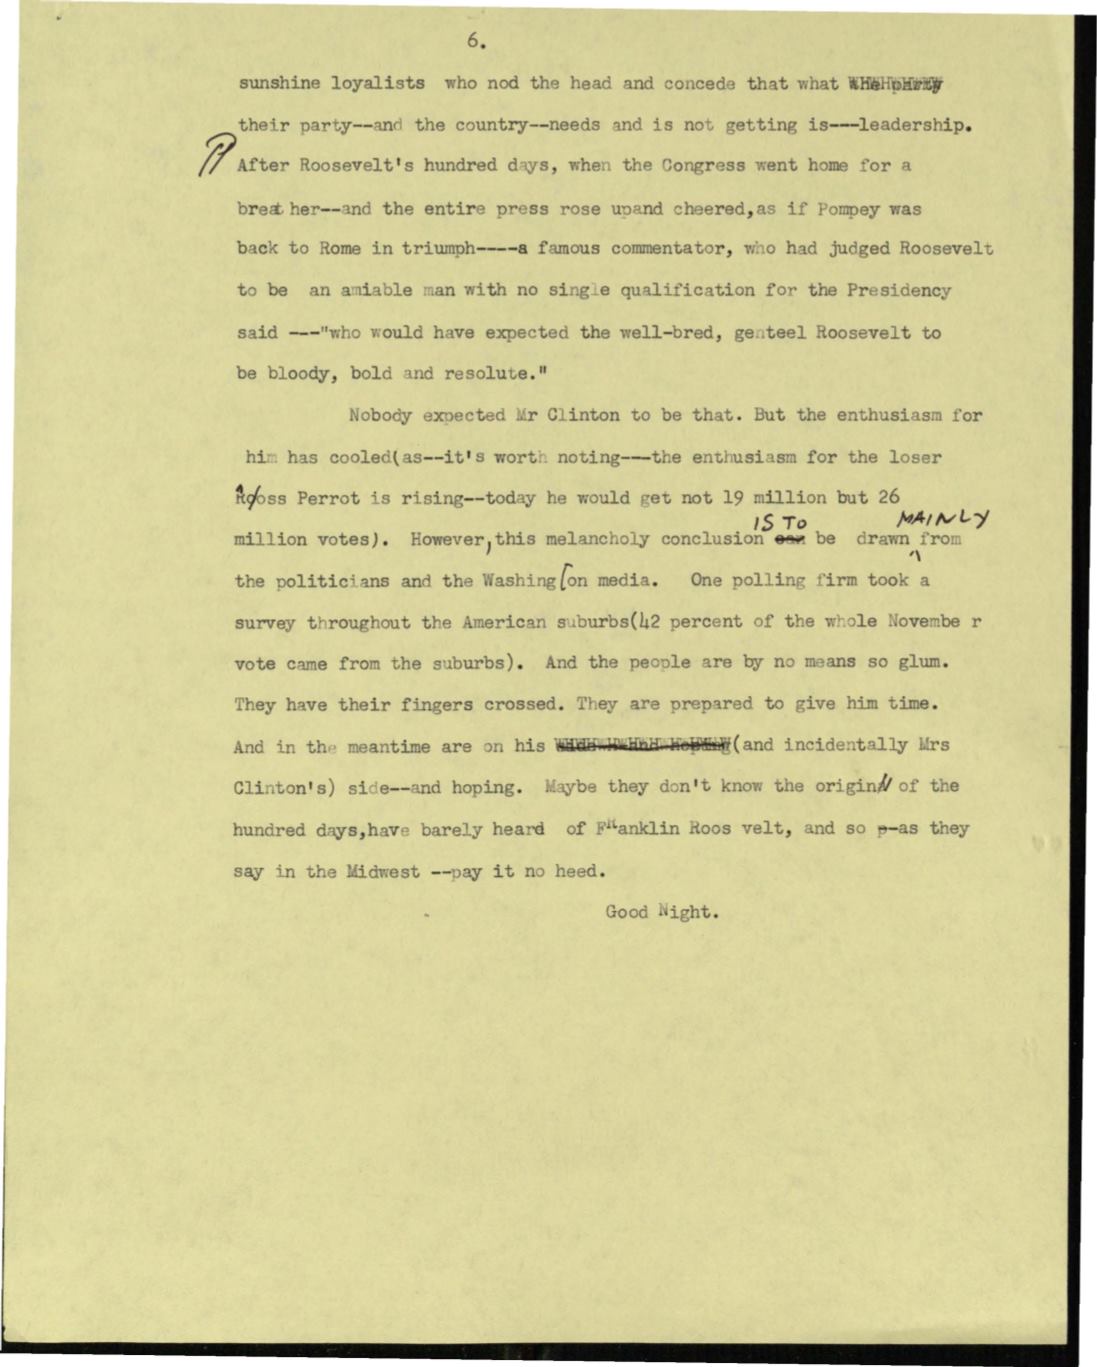 6.
sunshine loyalists who nod the head and concede that what
their party--and the country--needs and is not getting is---leadership.
After Roosevelt's hundred days, when the Congress went home for a
breather--and the entire press rose upand cheered,as if Pompey was
back to Rome in triumph----a famous commentator, who had judged Roosevelt
to be an amiable man with no single qualification for the Presidency
said ---"who would have expected the well-bred, genteel Roosevelt to
be bloody, bold and resolute."
Nobody expected Mr Clinton to be that. But the enthusiasm for
him has cooled(as--it's worth noting---the enthusiasm for the loser
Ross Perrot is rising--today he would get not 19 million but 26
IS TO MAINLY
million votes). However,this melancholy conclusion can be drawn from
the politicians and the Washington media. One polling firm took a
survey throughout the American suburbs(42 percent of the whole Novembe r
vote came from the suburbs). And the people are by no means so glum.
They have their fingers crossed. They are prepared to give him time.
And in the meantime are on his (and incidentally Mrs
Clinton's) side--and hoping. Maybe they don't know the origin of the
hundred days,have barely heard of FRanklin Roos velt, and so p-as they
say in the Midwest --pay it no heed.
Good Night.